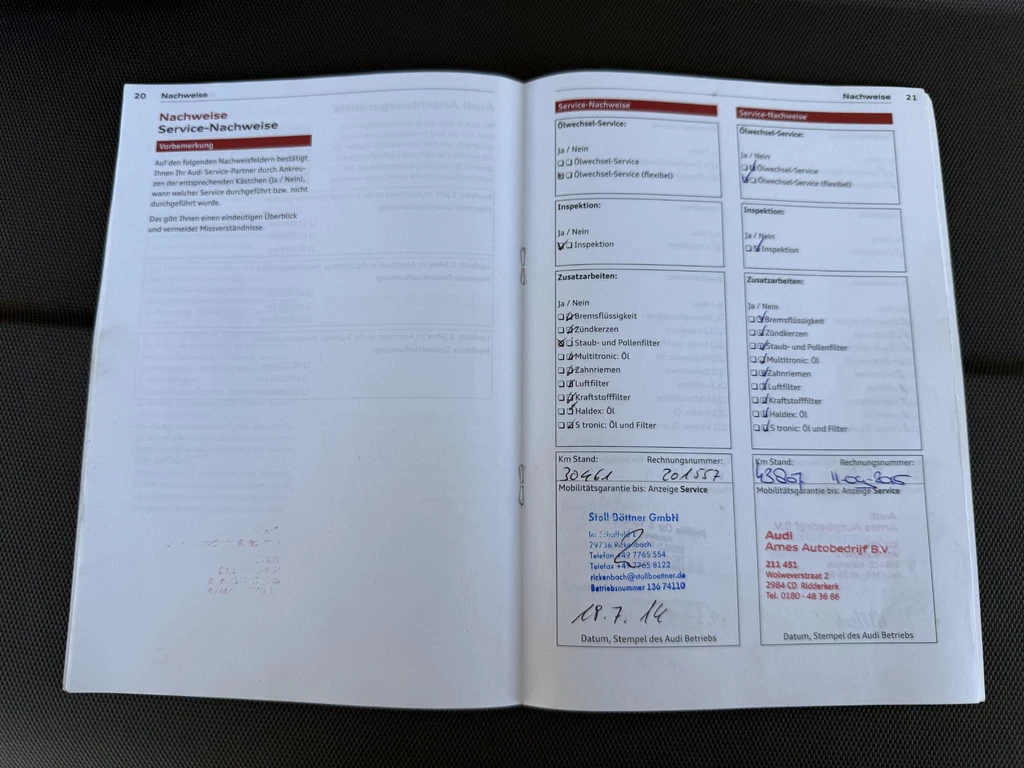 20 Nachweise
Nachweise
Service-Nachweise
Vorbemerkung
Auf den folgenden Nachweisfeldern bestätigt
Ihnen Ihr Audi Service-Partner durch Ankreu-
zen der entsprechenden Kästchen (Ja / Nein),
wann welcher Service durchgeführt bzw. nicht
durchgeführt wurde.
Das gibt Ihnen einen eindeutigen Überblick
und vermeidet Missverständnisse.
Nachweise 21
Service-Nachweise
Ölwechsel-Service:
Ja / Nein
Ölwechsel-Service
Ölwechsel-Service (flexibel)
Inspektion:
Ja / Nein
Inspektion
Zusatzarbeiten:
Ja / Nein
Bremsflüssigkeit
Zündkerzen
Staub- und Pollenfilter
Multitronic: Öl
Zahnriemen
Luftfilter
Kraftstofffilter
Haldex: Öl
S tronic: Öl und Filter
Km Stand: Rechnungsnummer:
30461 201557
Mobilitätsgarantie bis: Anzeige Service
Stoll Böttner GmbH
79736 Rickenbach
Telefon +49 7765 554
Telefax +49 7765 8122
rickenbach@stollboettner.de
Betriebsnummer 136 74110
18.7.14
Datum, Stempel des Audi Betriebs
Service-Nachweise
Ölwechsel-Service:
Ja / Nein
Ölwechsel-Service
Ölwechsel-Service (flexibel)
Inspektion:
Ja / Nein
Inspektion
Zusatzarbeiten:
Ja / Nein
Bremsflüssigkeit
Zündkerzen
Staub- und Pollenfilter
Multitronic: Öl
Zahnriemen
Luftfilter
Kraftstofffilter
Haldex: Öl
S tronic: Öl und Filter
Km Stand: Rechnungsnummer:
Mobilitätsgarantie bis: Anzeige Service
Audi
Ames Autobedrijf B.V.
211 451
Wolweverstraat 2
2984 CD Ridderkerk
Tel. 0180 - 48 36 66
Datum, Stempel des Audi Betriebs